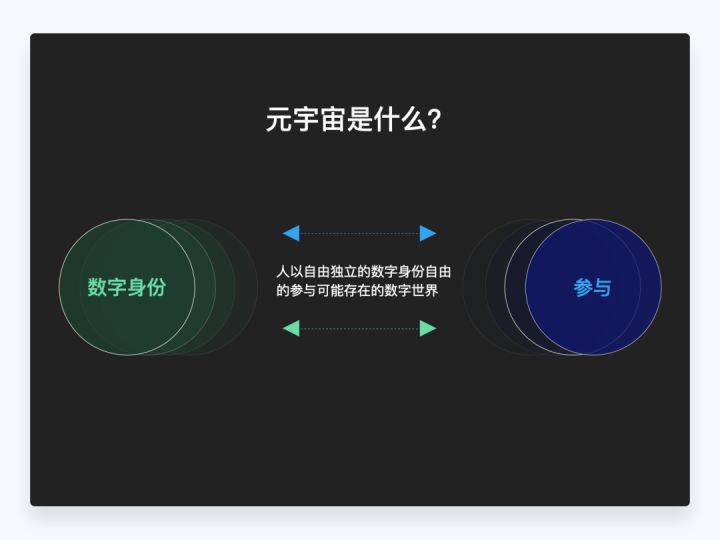 元宇宙是什么?
数字身份
人以自由独立的数字身份自由
的参与可能存在的数字世界
参与